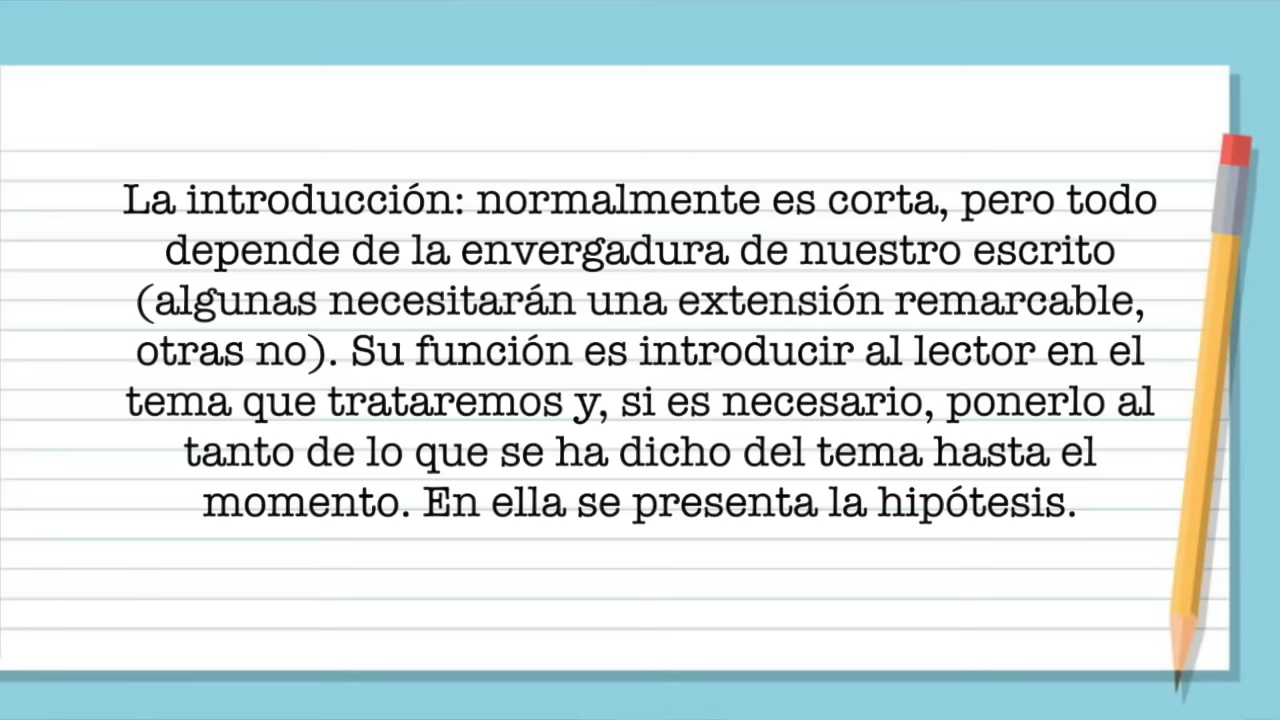 La introducción: normalmente es corta, pero todo
depende de la envergadura de nuestro escrito
(algunas necesitarán una extensión remarcable,
otras no). Su función es introducir al lector en el
tema que trataremos y, si es necesario, ponerlo al
tanto de lo que se ha dicho del tema hasta el
momento. En ella se presenta la hipótesis.